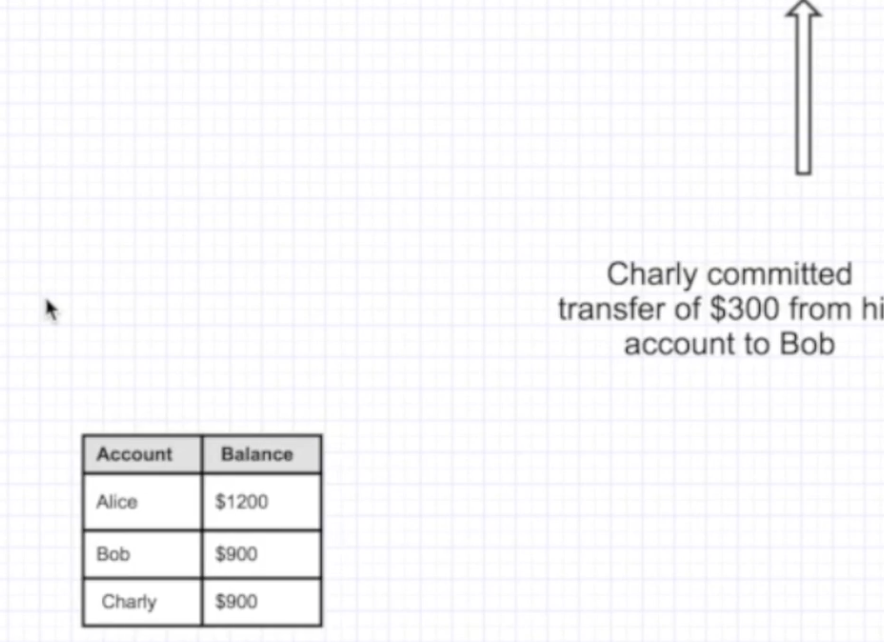 Charly committed
transfer of $300 from hi
account to Bob
Account Balance
Alice $1200
Bob $900
Charly $900